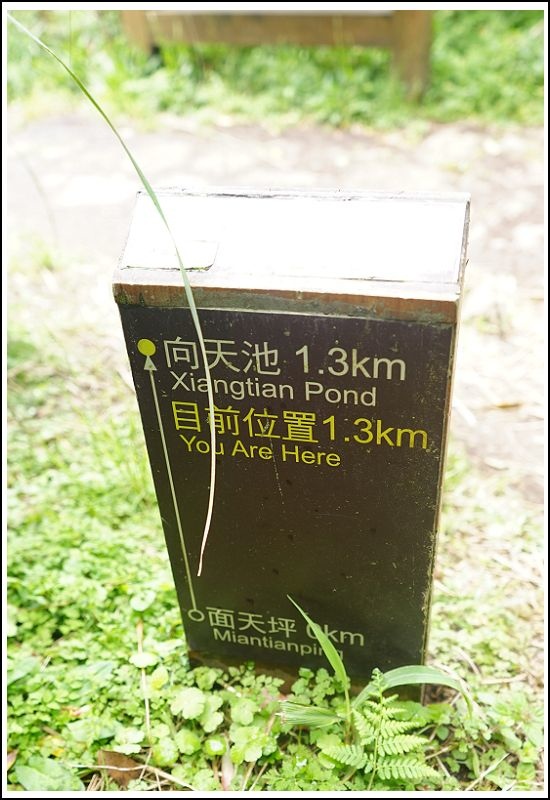 向天池 1.3km
Xiangtian Pond
目前位置1.3km
You Are Here
面天坪 0km
Miantianping